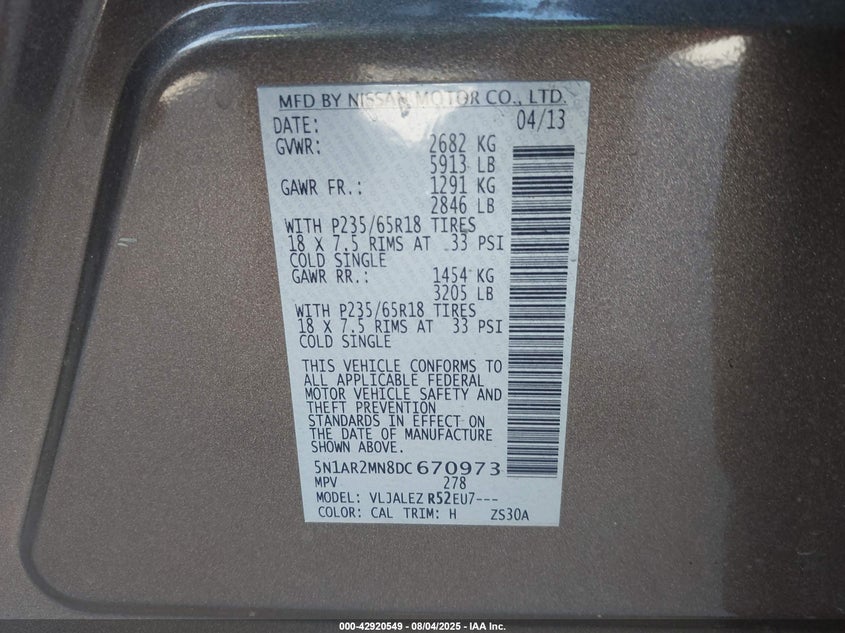 MFD BY NISSAN MOTOR CO., LTD.
DATE: 04/13
GVWR: 2682 KG
5913 LB
GAWR FR.: 1291 KG
2846 LB
WITH P235/65R18 TIRES
18 X 7.5 RIMS AT 33 PSI
COLD SINGLE
GAWR RR.: 1454 KG
3205 LB
WITH P235/65R18 TIRES
18 X 7.5 RIMS AT 33 PSI
COLD SINGLE
THIS VEHICLE CONFORMS TO
ALL APPLICABLE FEDERAL
MOTOR VEHICLE SAFETY AND
THEFT PREVENTION
STANDARDS IN EFFECT ON
THE DATE OF MANUFACTURE
SHOWN ABOVE.
5N1AR2MN8DC670973
MPV 278
MODEL: VLJALEZ R52EU7---
COLOR: CAL TRIM: H ZS30A
000-42920549 - 08/04/2025 - IAA Inc.